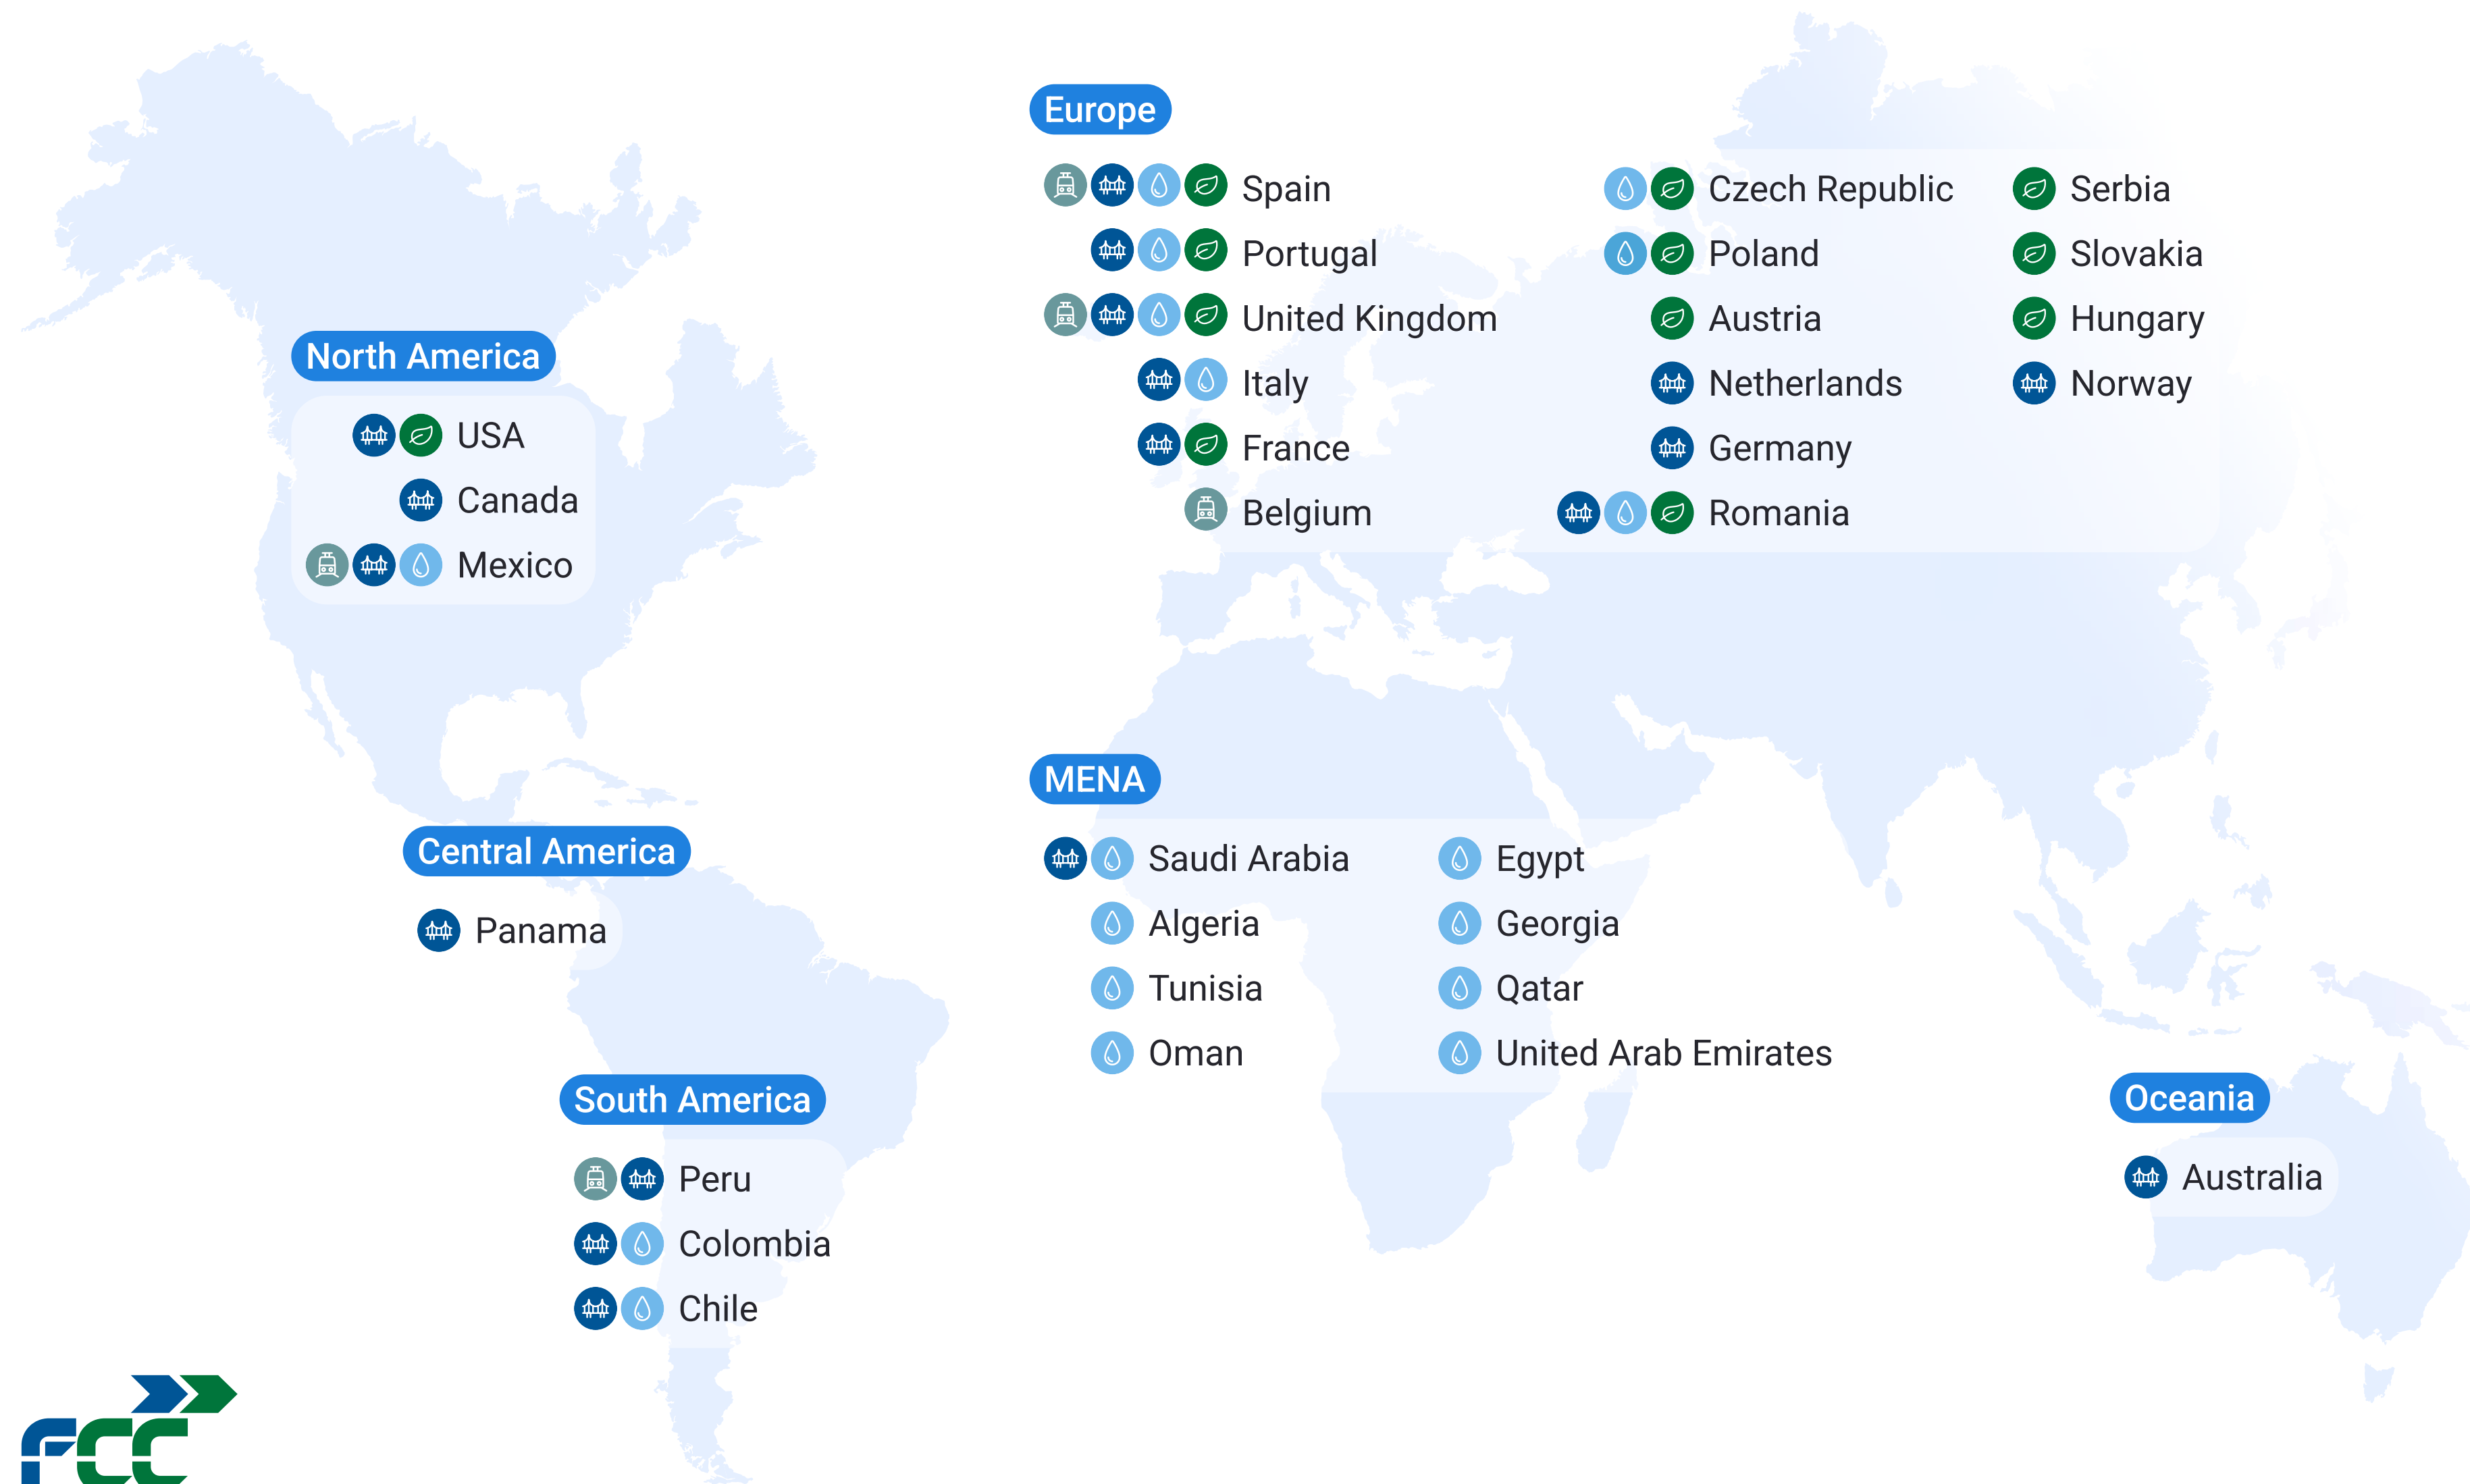 Europe
Spain
Portugal
United Kingdom
Italy
France
Belgium
Czech Republic
Poland
Austria
Netherlands
Germany
Romania
Serbia
Slovakia
Hungary
Norway
North America
USA
Canada
Mexico
MENA
Saudi Arabia
Algeria
Tunisia
Oman
Egypt
Georgia
Qatar
United Arab Emirates
Central America
Panama
South America
Peru
Colombia
Chile
Oceania
Australia
FCC